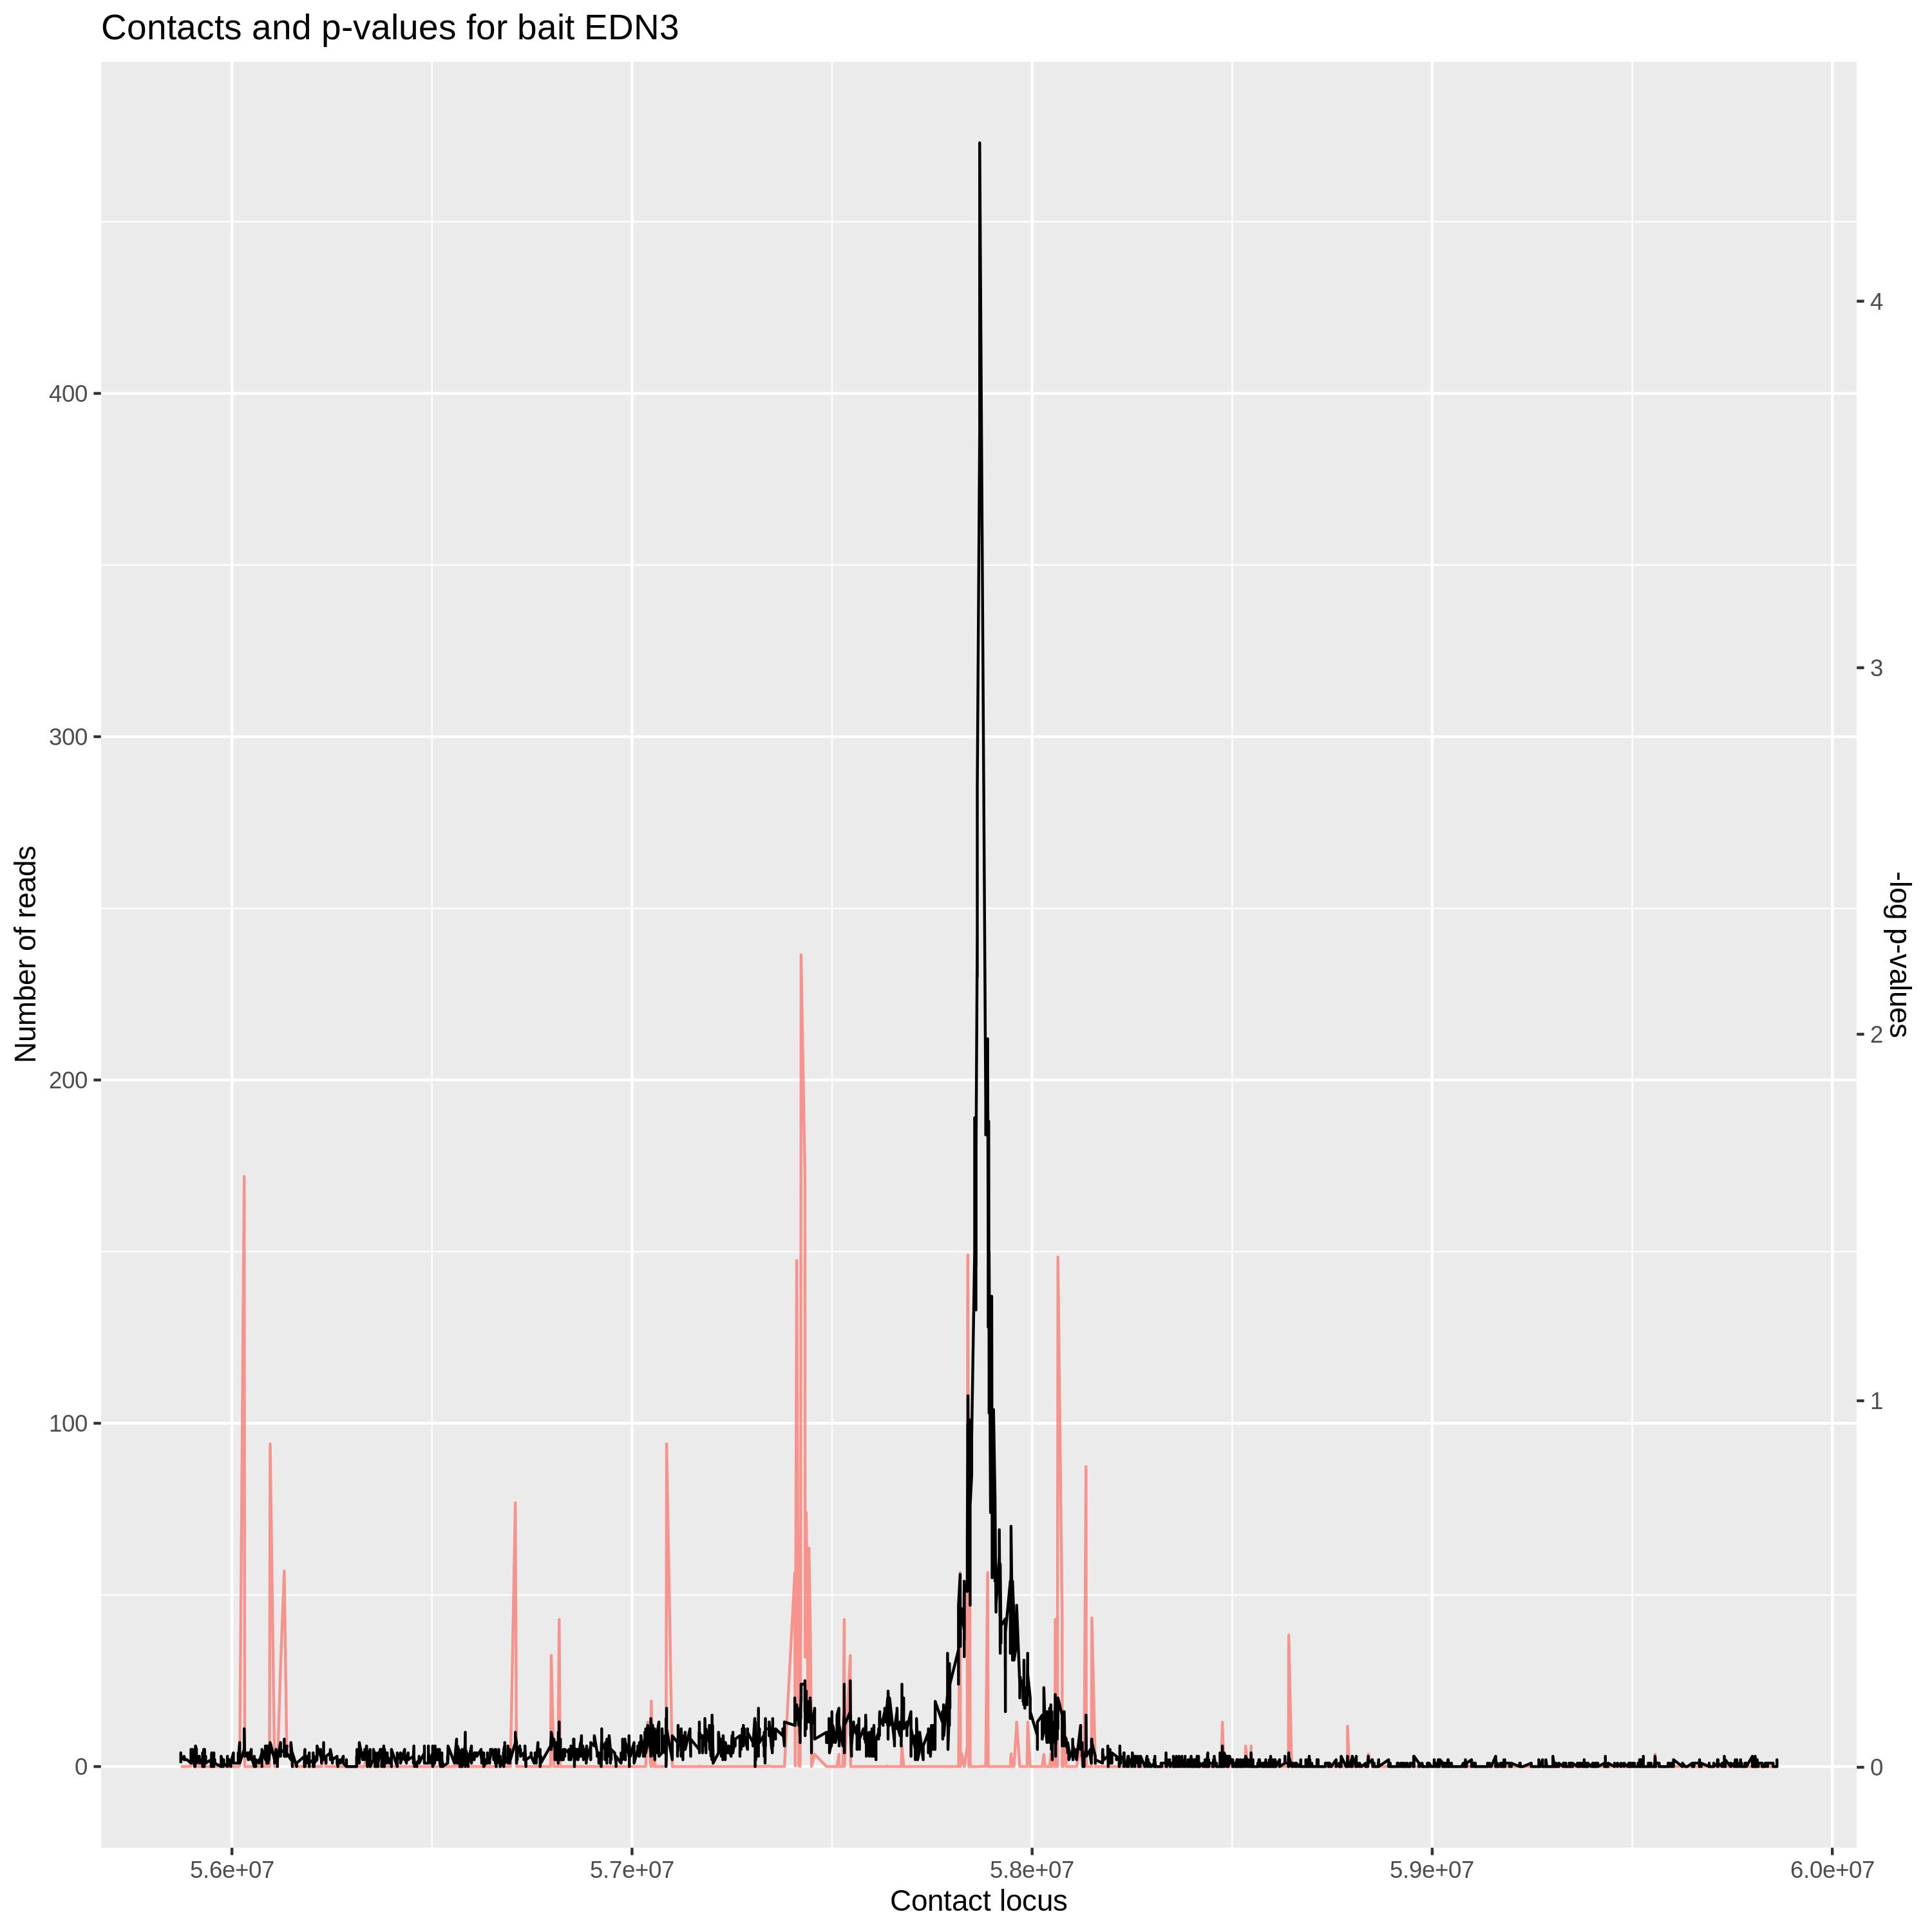 Contacts and p-values for bait EDN3
400
300
200
100
0
4
3
2
1
0
Number of reads
-log p-values
5.6e+07
5.7e+07
5.8e+07
5.9e+07
6.0e+07
Contact locus